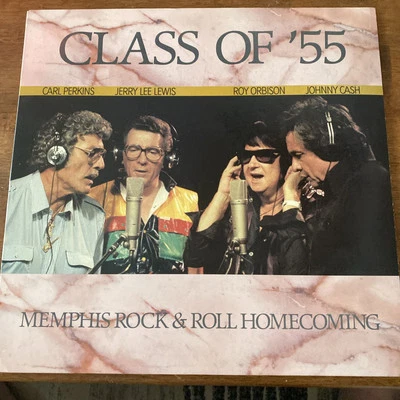 CLASS OF '55
CARL PERKINS JERRY LEE LEWIS ROY ORBISON JOHNNY CASH
MEMPHIS ROCK & ROLL HOMECOMING